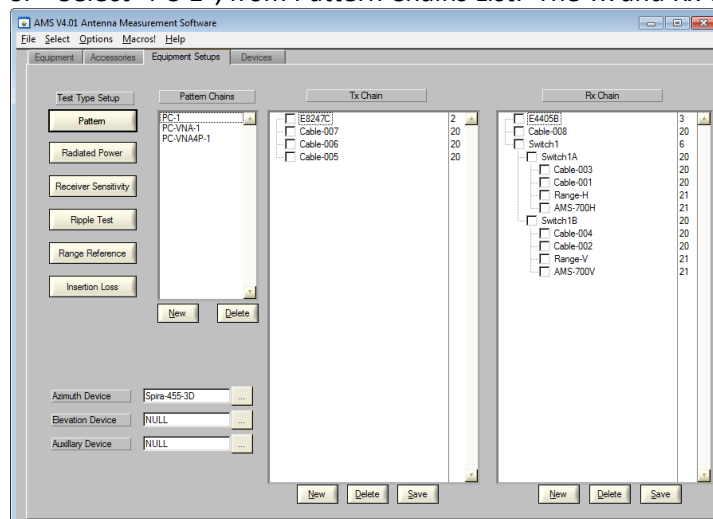 AMS V4.01 Antenna Measurement Software
File Select Options Macros! Help
Equipment Accessories Equipment Setups Devices
Test Type Setup Pattern Chains Tx Chain Rx Chain
Pattern
Radiated Power
Receiver Sensitivity
Ripple Test
Range Reference
Insertion Loss
PC-1
PC-VNA-1
PC-VNA4P-1
New Delete
E8247C 2
Cable-007 20
Cable-006 20
Cable-005 20
E4405B 3
Cable-008 20
Switch1 6
Switch1A 20
Cable-003 20
Cable-001 20
Range-H 21
AMS-700H 21
Switch1B 20
Cable-004 20
Cable-002 20
Range-V 21
AMS-700V 21
Azimuth Device Spira-455-3D ...
Elevation Device NULL ...
Auxillary Device NULL ...
New Delete Save
New Delete Save